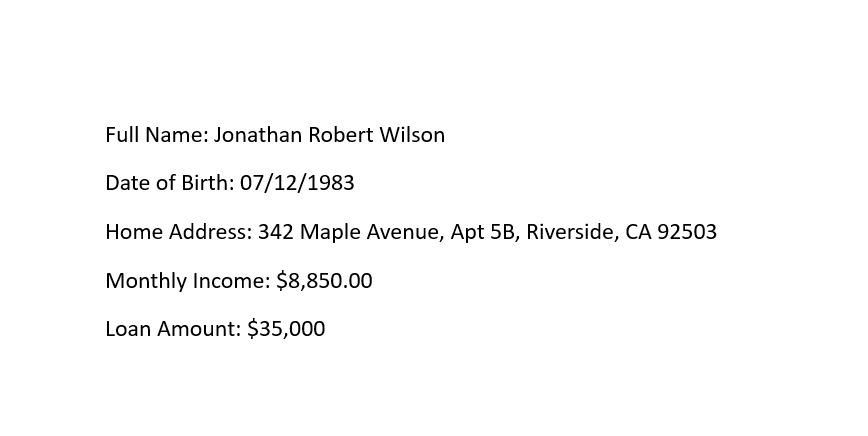 Full Name: Jonathan Robert Wilson
Date of Birth: 07/12/1983
Home Address: 342 Maple Avenue, Apt 5B, Riverside, CA 92503
Monthly Income: $8,850.00
Loan Amount: $35,000